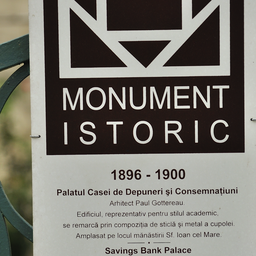 MONUMENT
ISTORIC
1896 - 1900
Palatul Casei de Depuneri și Consemnațiuni
Arhitect Paul Gottereau
Edificiul, reprezentativ pentru stilul academic,
se remarcă prin compoziția de sticlă și metal a cupolei.
Amplasat pe locul mănăstirii Sf. Ioan cel Mare.
Savings Bank Palace